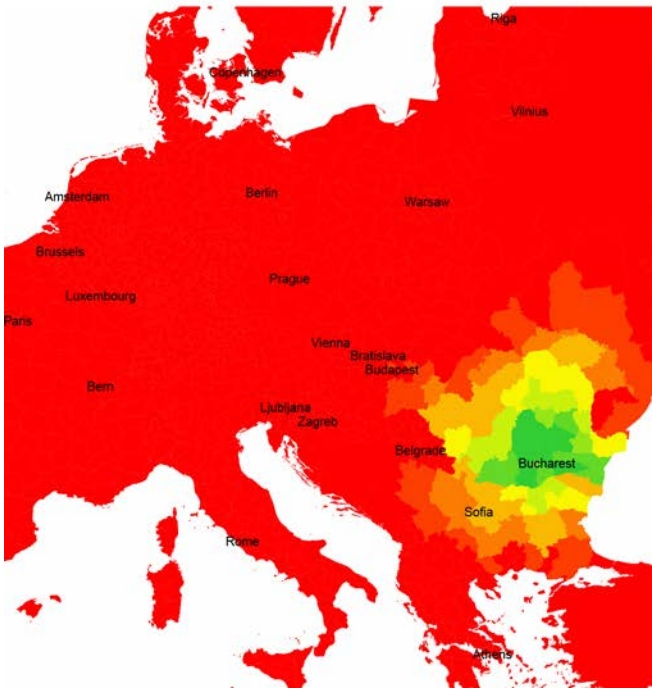 Riga
Copenhagen
Vilnius
Amsterdam
Berlin
Warsaw
Brussels
Prague
Luxembourg
Paris
Vienna
Bratislava
Budapest
Bern
Ljubljana
Zagreb
Belgrade
Bucharest
Sofia
Rome
Athens